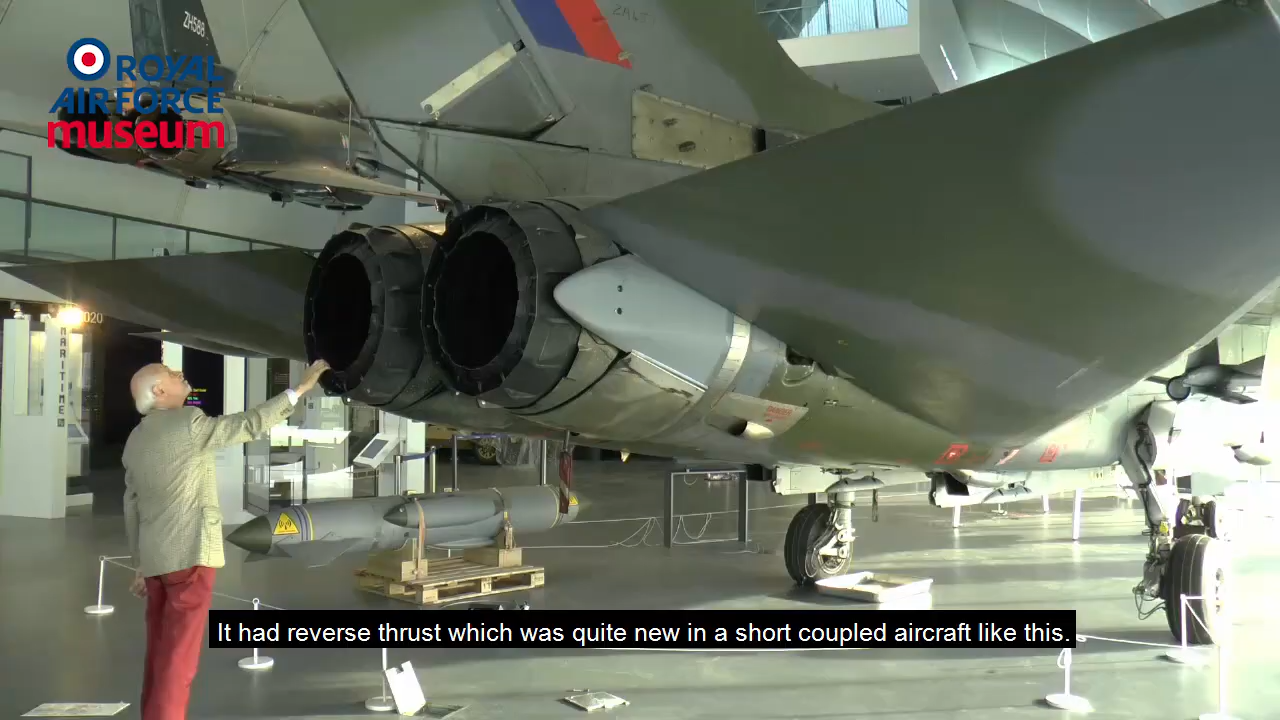 ZH588
ROYAL
AIR FORCE
museum
MARITIME
It had reverse thrust which was quite new in a short coupled aircraft like this.